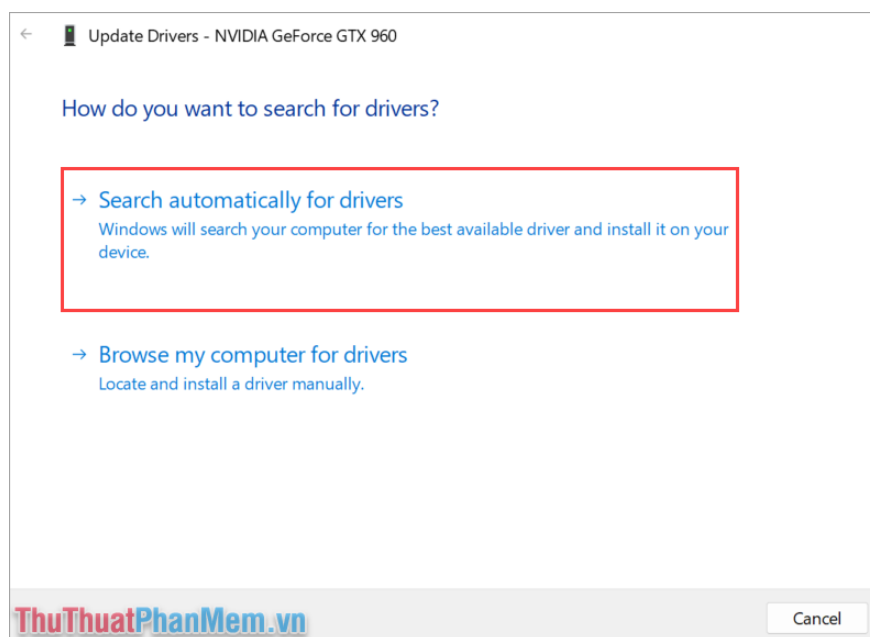 Update Drivers - NVIDIA GeForce GTX 960
How do you want to search for drivers?
Search automatically for drivers
Windows will search your computer for the best available driver and install it on your
device.
Browse my computer for drivers
Locate and install a driver manually.
ThuThuatPhanMem.vn
Cancel